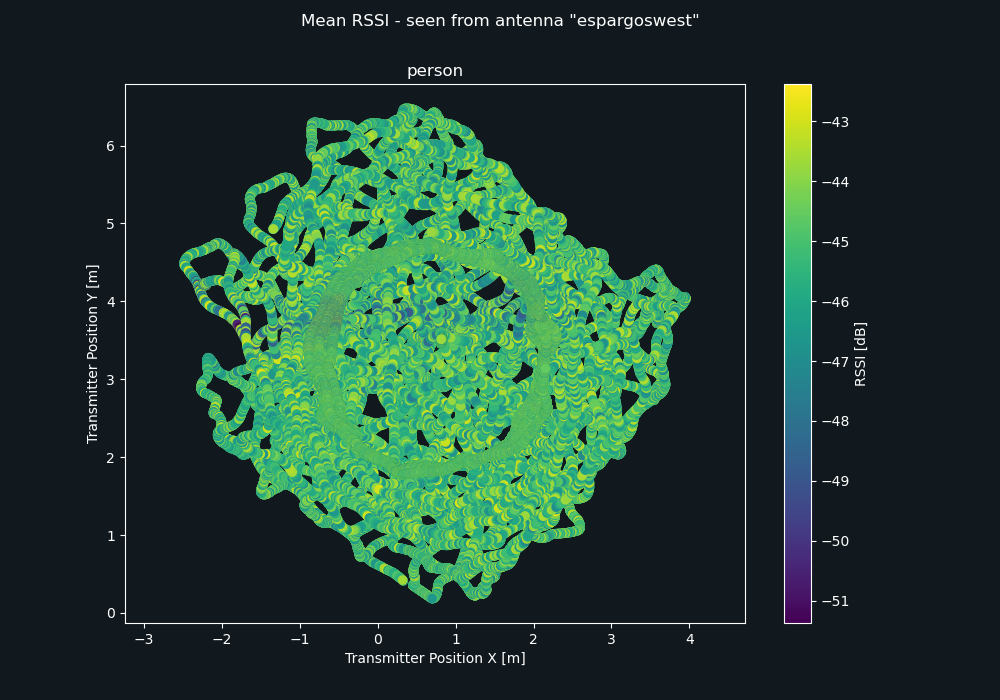 Mean RSSI - seen from antenna "espargoswest"
person
6
5
4
3
2
1
0
Transmitter Position Y [m]
−3 −2 −1 0 1 2 3 4
Transmitter Position X [m]
−43
−44
−45
−46
−47
−48
−49
−50
−51
RSSI [dB]